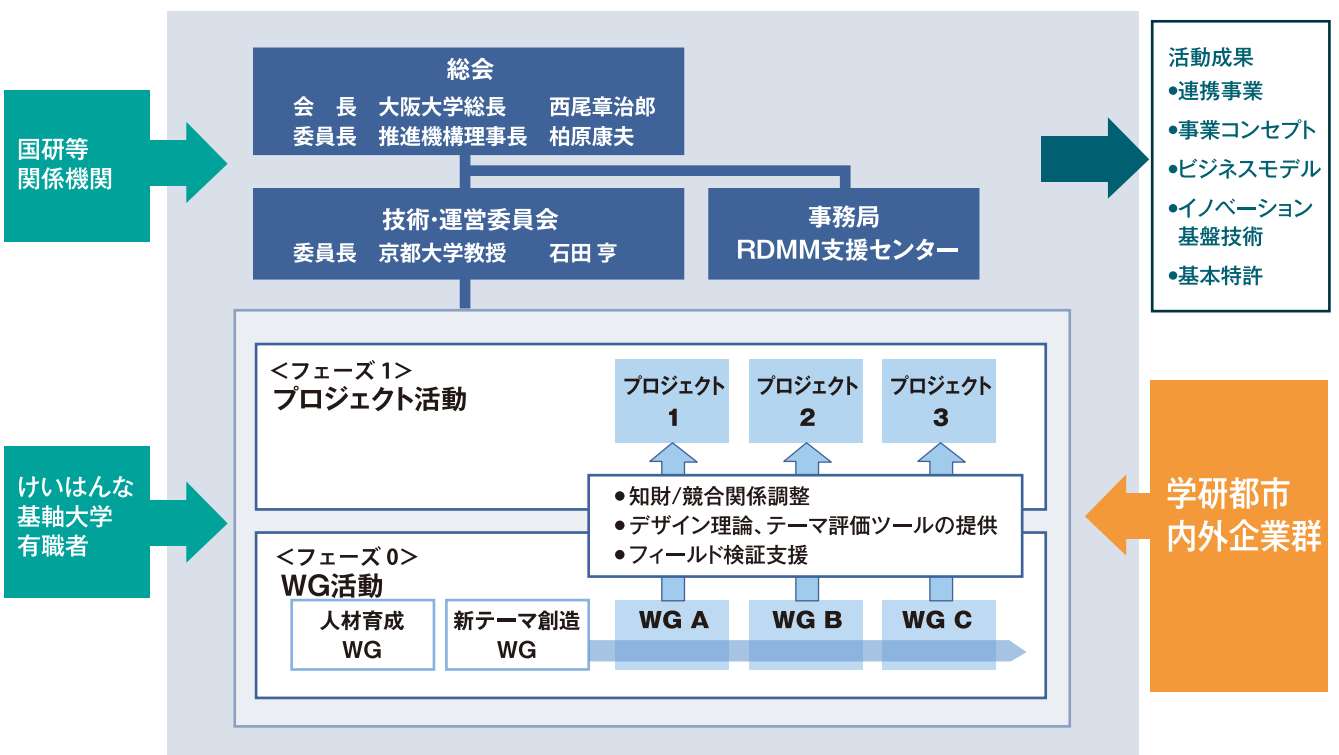 国研等
関係機関
けいはんな
基軸大学
有職者
総会
会　長　大阪大学総長　西尾章治郎
委員長　推進機構理事長　柏原康夫
技術・運営委員会
委員長　京都大学教授　石田 亨
事務局
RDMM支援センター
＜フェーズ 1＞
プロジェクト活動
プロジェクト
1
プロジェクト
2
プロジェクト
3
●知財/競合関係調整
●デザイン理論、テーマ評価ツールの提供
●フィールド検証支援
＜フェーズ 0＞
WG活動
人材育成
WG
新テーマ創造
WG
WG A
WG B
WG C
活動成果
●連携事業
●事業コンセプト
●ビジネスモデル
●イノベーション
基盤技術
●基本特許
学研都市
内外企業群